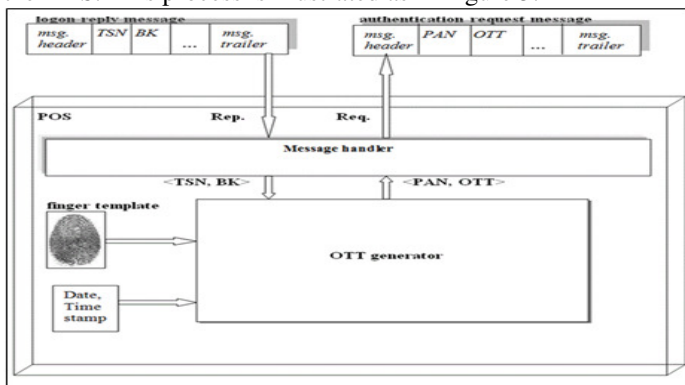 logon reply message authentication request message
msg. header TSN BK ... msg. trailer
msg. header PAN OTT ... msg. trailer
POS Rep. Req.
Message handler
<TSN, BK> <PAN, OTT>
finger template
OTT generator
Date,
Time
stamp